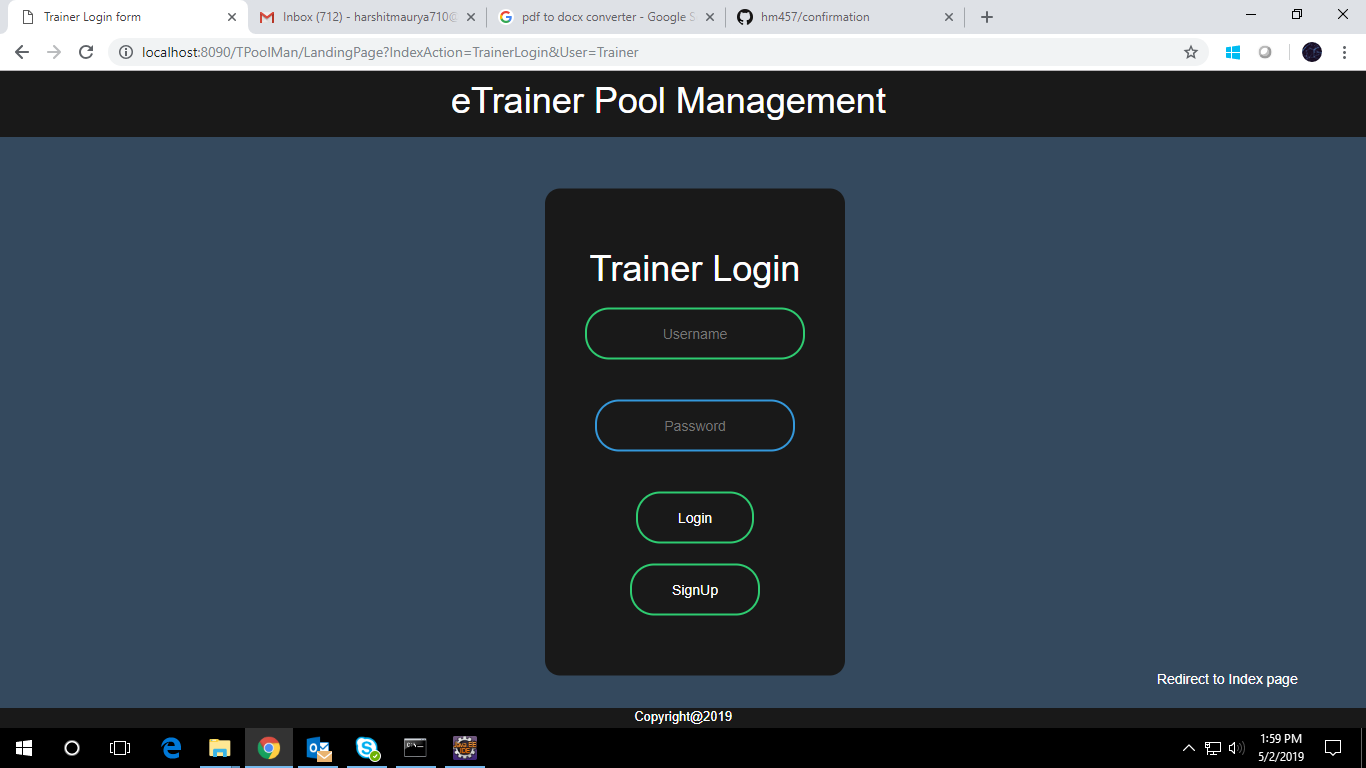 Trainer Login form
Inbox (712) - harshitmaurya710@
pdf to docx converter - Google S
hm457/confirmation
localhost:8090/TPoolMan/LandingPage?IndexAction=TrainerLogin&User=Trainer
eTrainer Pool Management
Trainer Login
Username
Password
Login
SignUp
Redirect to Index page
Copyright@2019
1:59 PM
5/2/2019